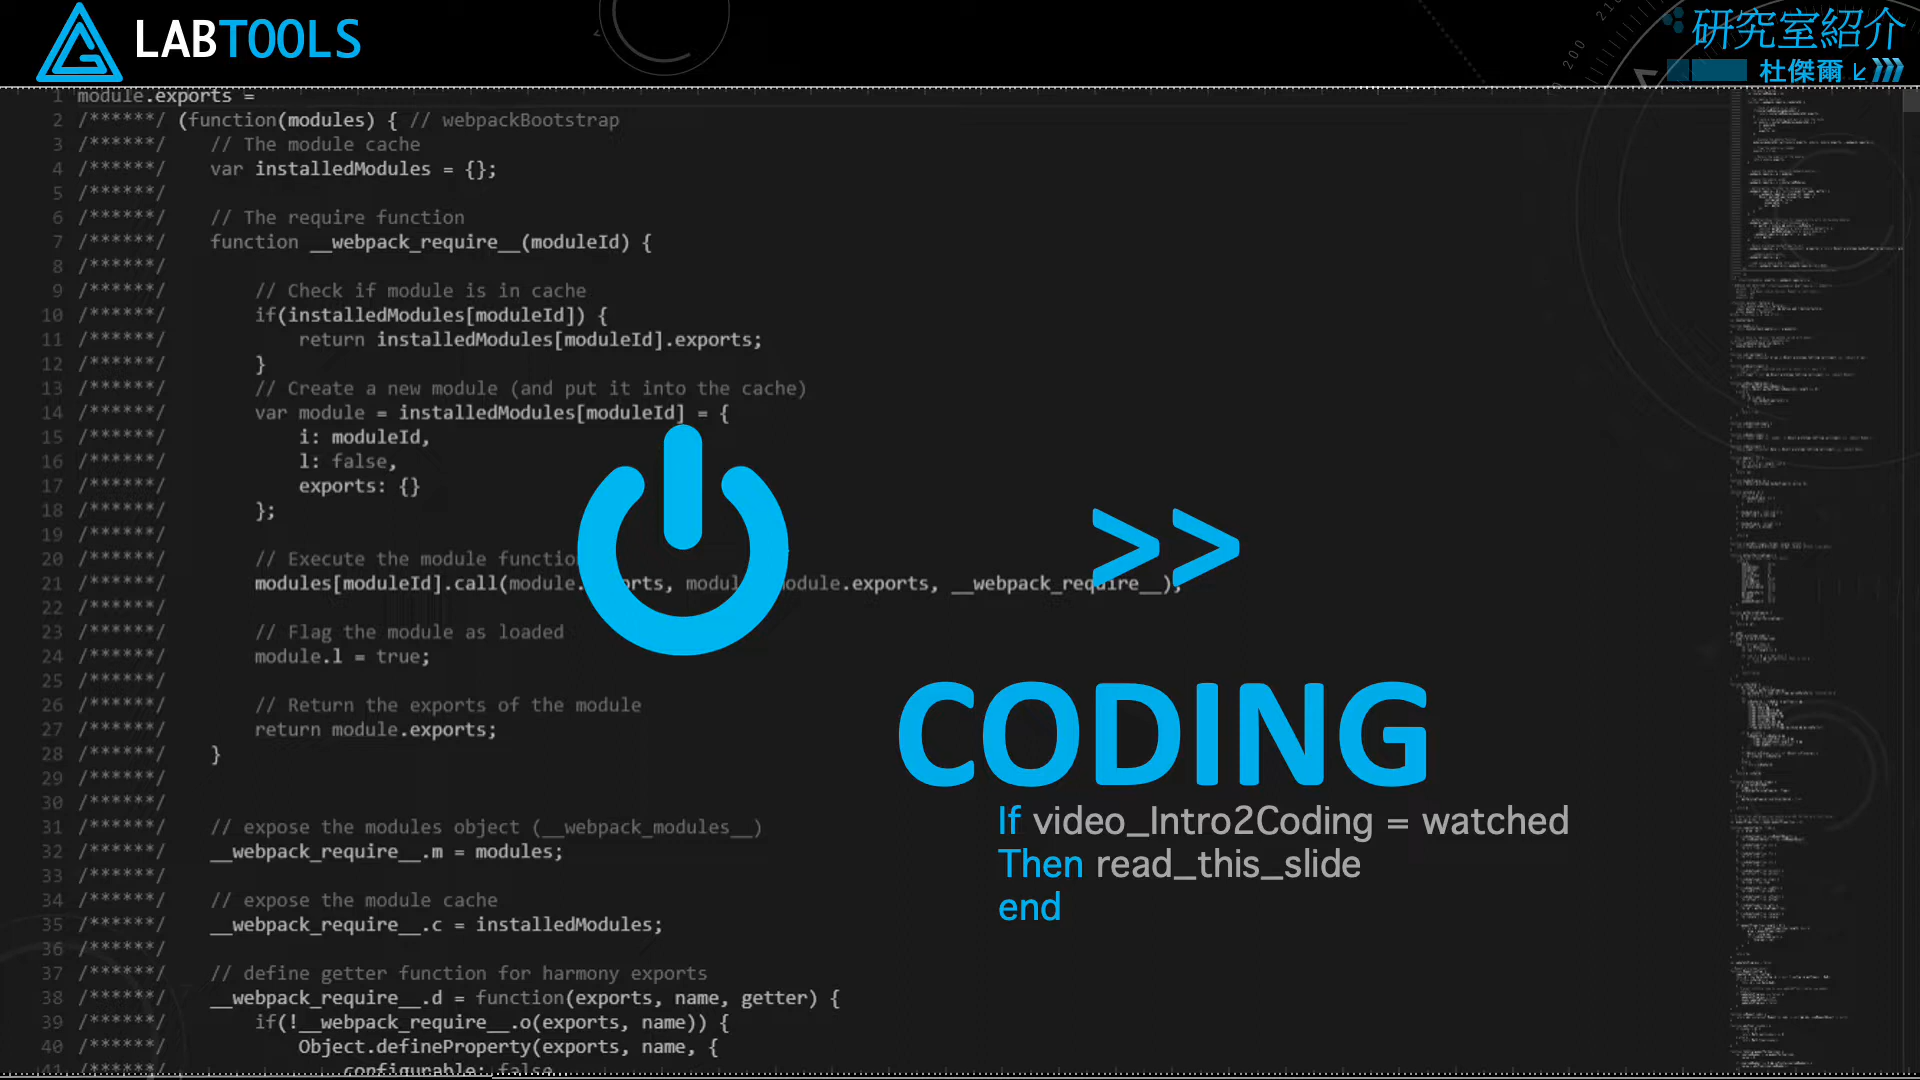 LABTOOLS
研究室紹介
杜傑爾 ㄴ
200
1 module.exports =
2 /******/ (function(modules) { // webpackBootstrap
3 /******/ // The module cache
4 /******/ var installedModules = {};
5 /******/
6 /******/ // The require function
7 /******/ function __webpack_require__(moduleId) {
8 /******/
9 /******/ // Check if module is in cache
10 /******/ if(installedModules[moduleId]) {
11 /******/ return installedModules[moduleId].exports;
12 /******/ }
13 /******/ // Create a new module (and put it into the cache)
14 /******/ var module = installedModules[moduleId] = {
15 /******/ i: moduleId,
16 /******/ l: false,
17 /******/ exports: {}
18 /******/ };
19 /******/
20 /******/ // Execute the module function
21 /******/ modules[moduleId].call(module.exports, module, module.exports, __webpack_require__);
22 /******/
23 /******/ // Flag the module as loaded
24 /******/ module.l = true;
25 /******/
26 /******/ // Return the exports of the module
27 /******/ return module.exports;
28 /******/ }
29 /******/
30 /******/
31 /******/ // expose the modules object (__webpack_modules__)
32 /******/ __webpack_require__.m = modules;
33 /******/
34 /******/ // expose the module cache
35 /******/ __webpack_require__.c = installedModules;
36 /******/
37 /******/ // define getter function for harmony exports
38 /******/ __webpack_require__.d = function(exports, name, getter) {
39 /******/ if(!__webpack_require__.o(exports, name)) {
40 /******/ Object.defineProperty(exports, name, {
41 /******/ configurable: false,
>>
CODING
If video_Intro2Coding = watched
Then read_this_slide
end